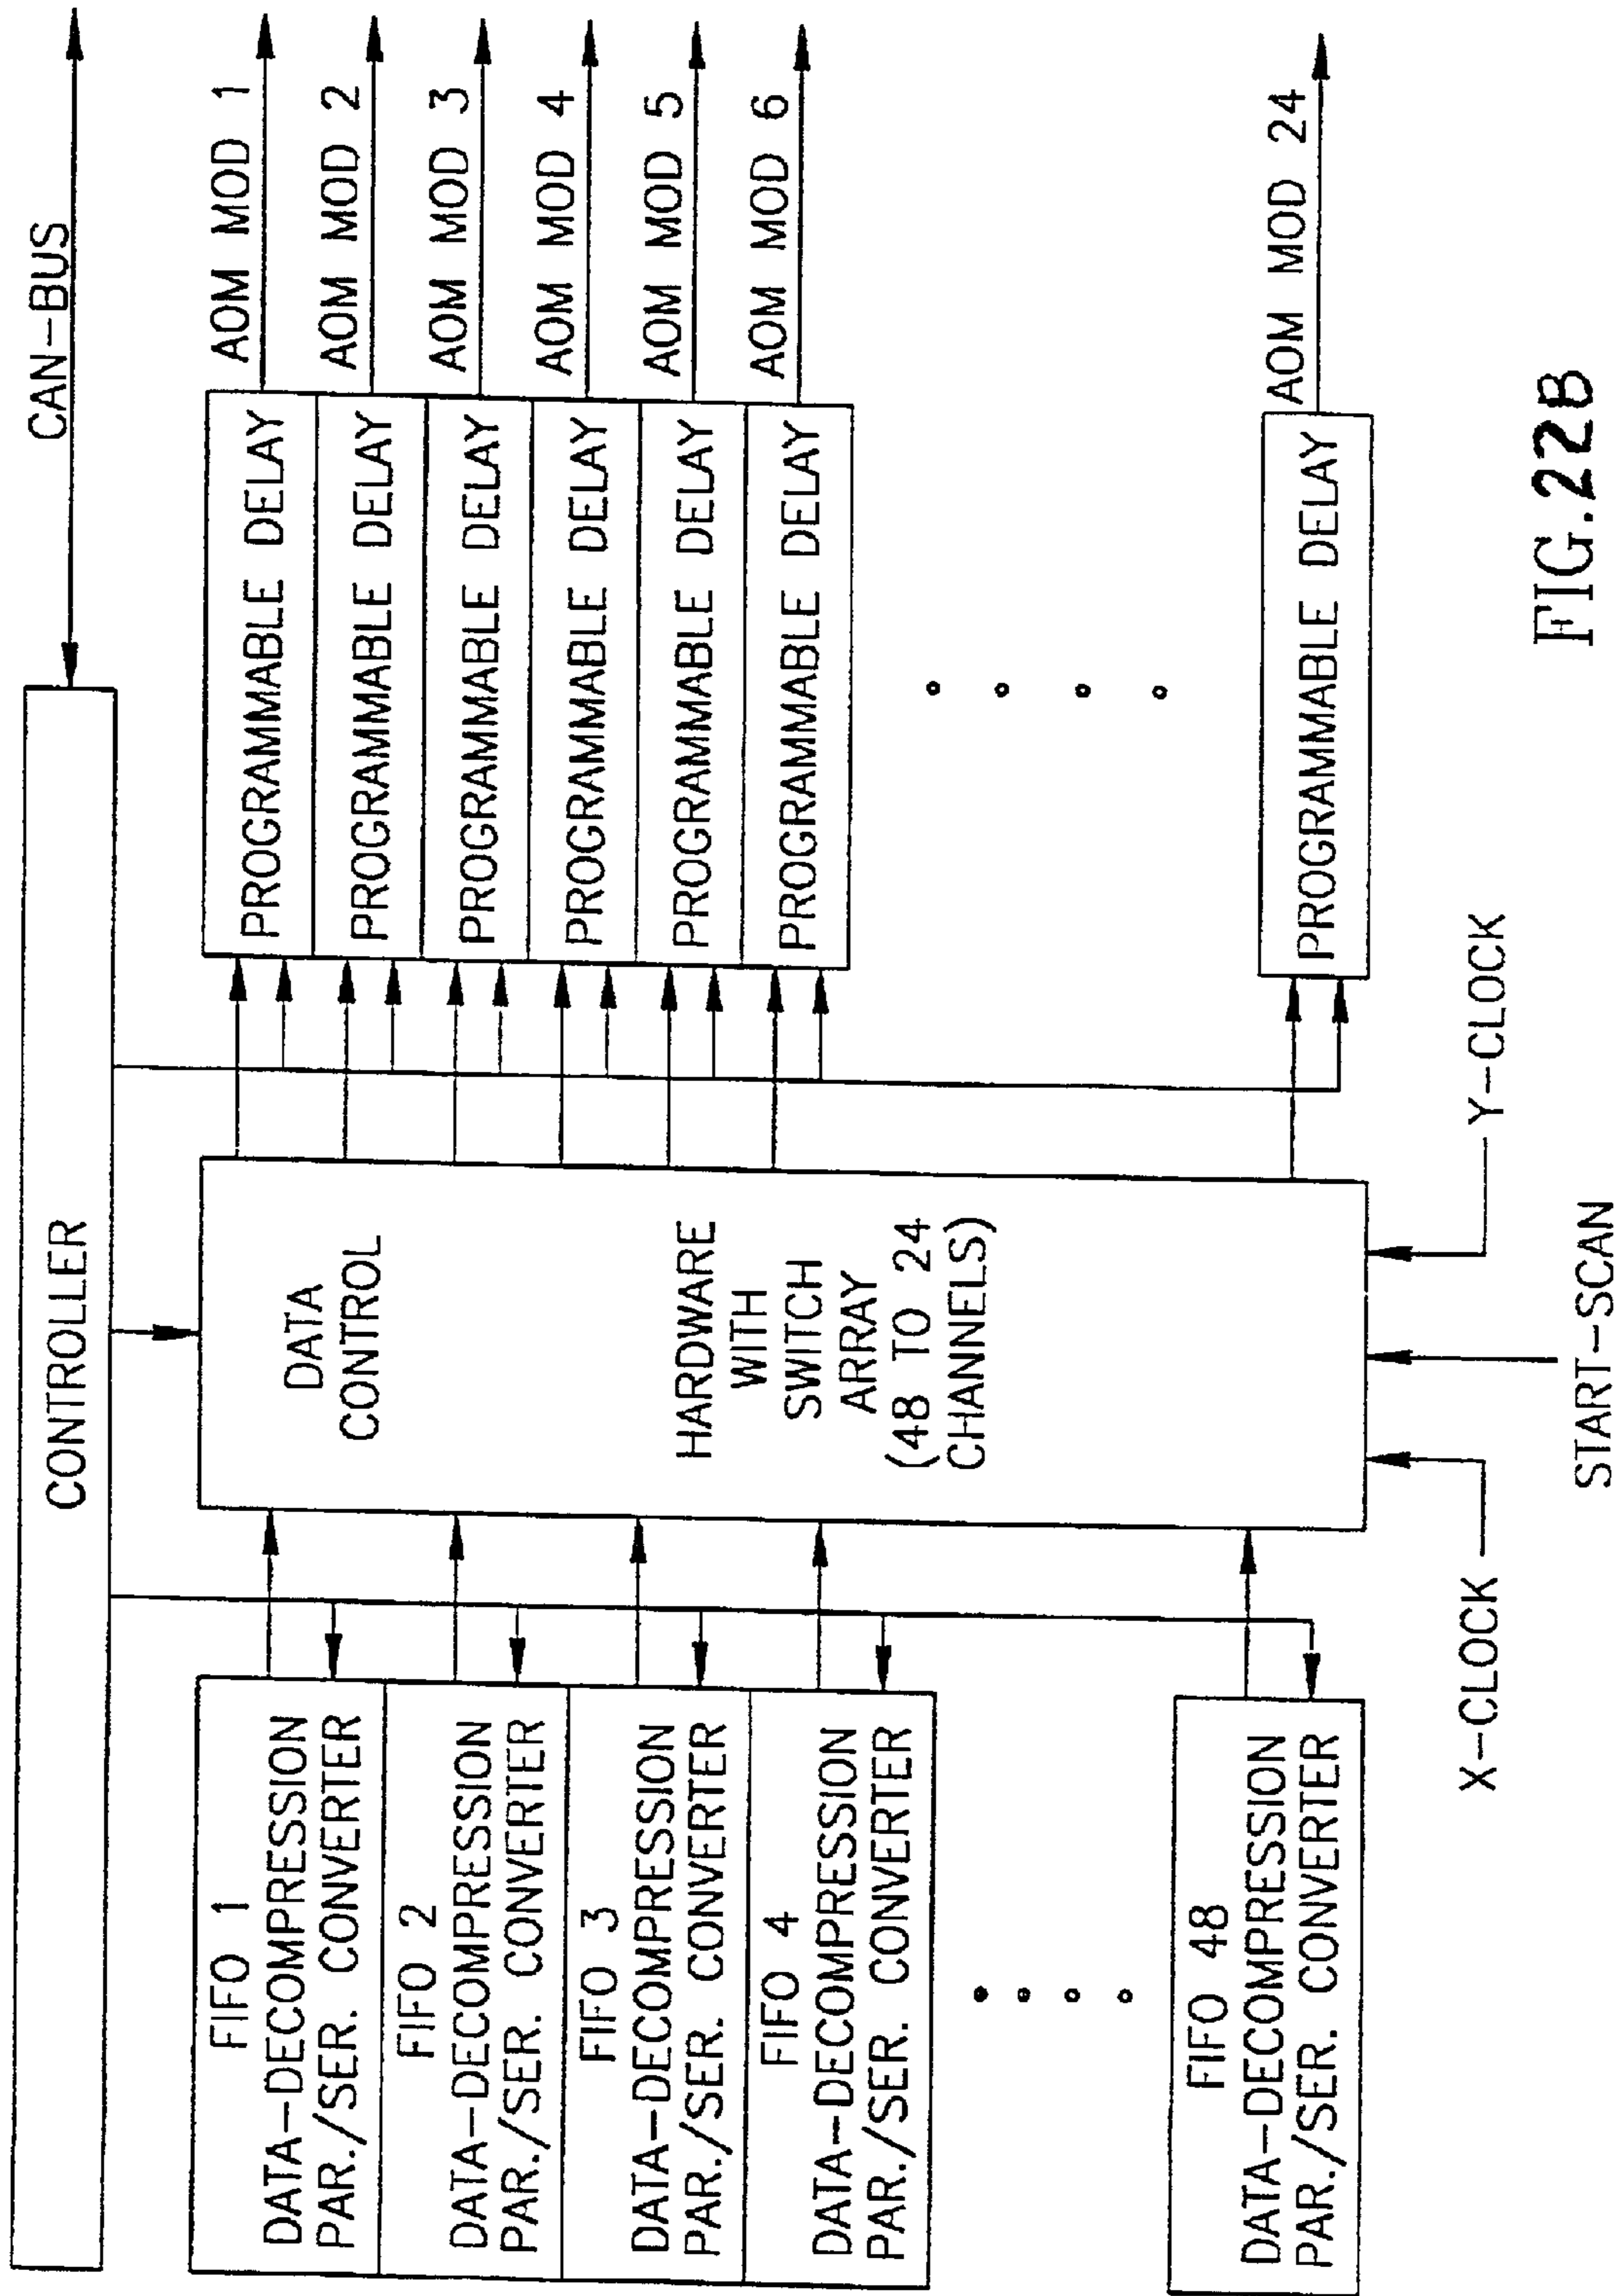 CONTROLLER
CAN-BUS
FIFO 1
DATA-DECOMPRESSION
PAR./SER. CONVERTER
FIFO 2
DATA-DECOMPRESSION
PAR./SER. CONVERTER
FIFO 3
DATA-DECOMPRESSION
PAR./SER. CONVERTER
FIFO 4
DATA-DECOMPRESSION
PAR./SER. CONVERTER
FIFO 48
DATA-DECOMPRESSION
PAR./SER. CONVERTER
DATA
CONTROL
HARDWARE
WITH
SWITCH
ARRAY
(48 TO 24
CHANNELS)
X-CLOCK
START-SCAN
Y-CLOCK
PROGRAMMABLE DELAY
AOM MOD 1
PROGRAMMABLE DELAY
AOM MOD 2
PROGRAMMABLE DELAY
AOM MOD 3
PROGRAMMABLE DELAY
AOM MOD 4
PROGRAMMABLE DELAY
AOM MOD 5
PROGRAMMABLE DELAY
AOM MOD 6
PROGRAMMABLE DELAY
AOM MOD 24
FIG.22B